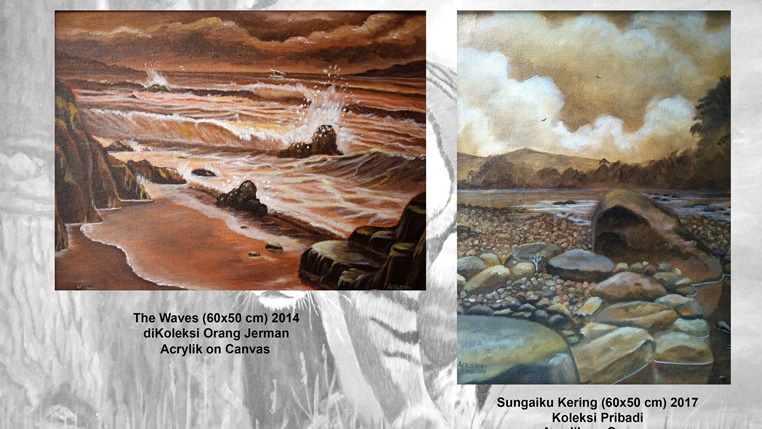 The Waves (60x50 cm) 2014
diKoleksi Orang Jerman
Acrylik on Canvas
Sungaiku Kering (60x50 cm) 2017
Koleksi Pribadi